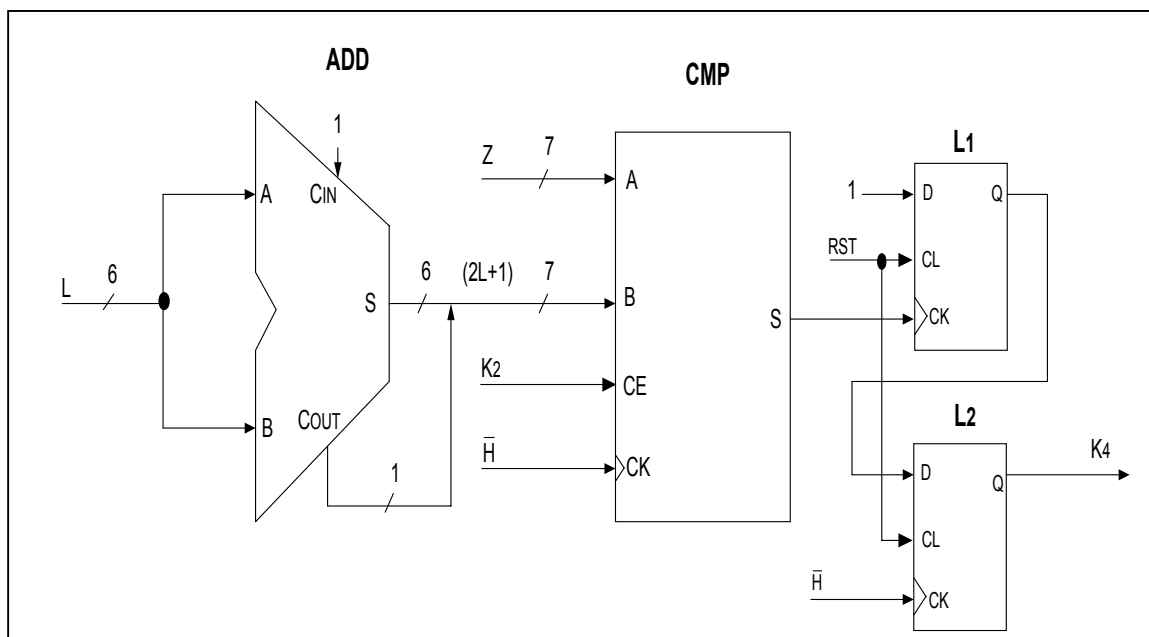 ADD
CMP
1
Z
7
L1
A
CIN
A
1
D
Q
RST
CL
L
6
S
6
(2L+1)
7
B
S
CK
K2
CE
B
COUT
L2
H̅
CK
1
D
Q
K4
CL
H̅
CK